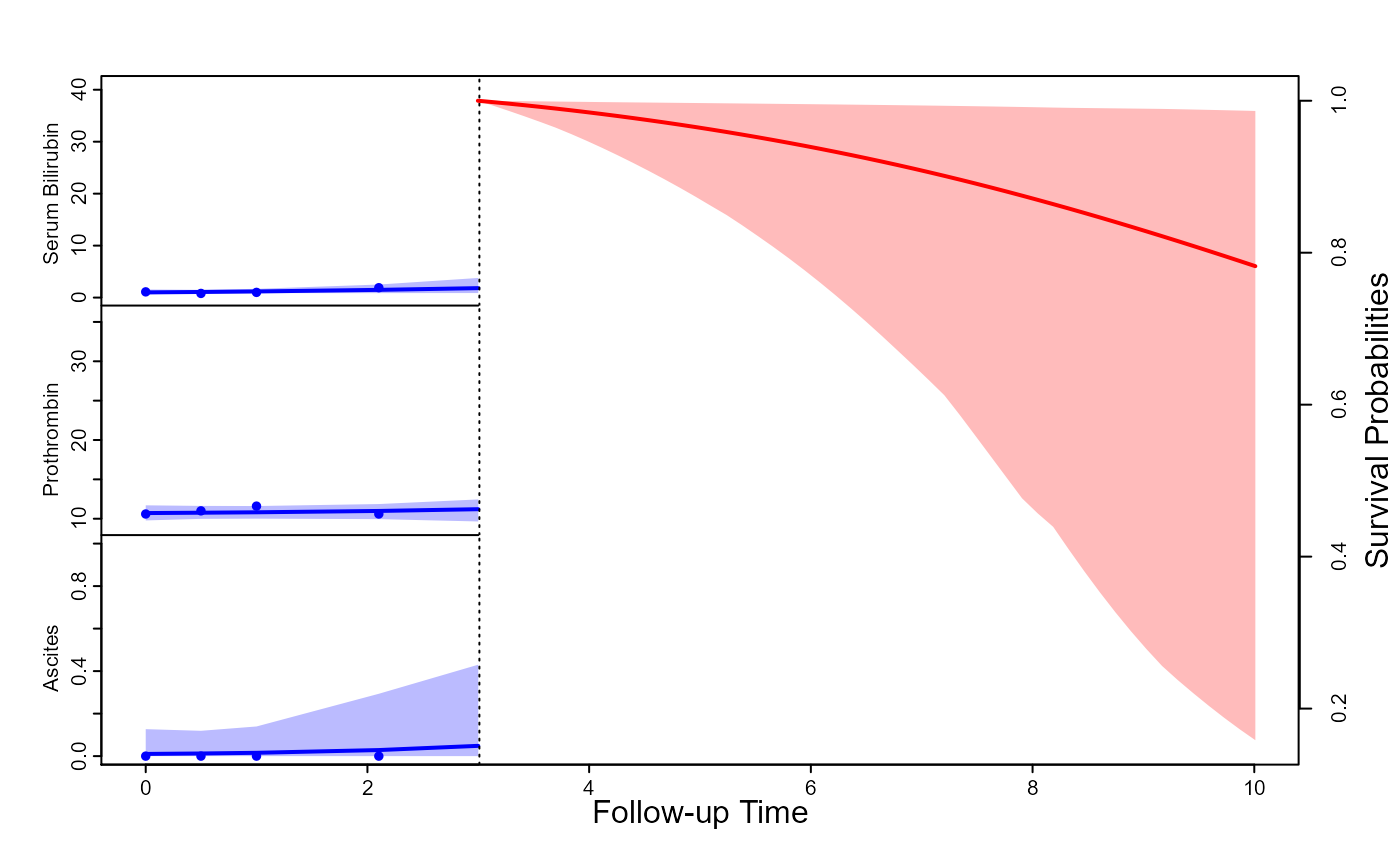 Serum Bilirubin
0 10 20 30 40
Prothrombin
10 20 30
Ascites
0.0 0.4 0.8
0 2 4 6 8 10
Follow-up Time
0.2 0.4 0.6 0.8 1.0
Survival Probabilities